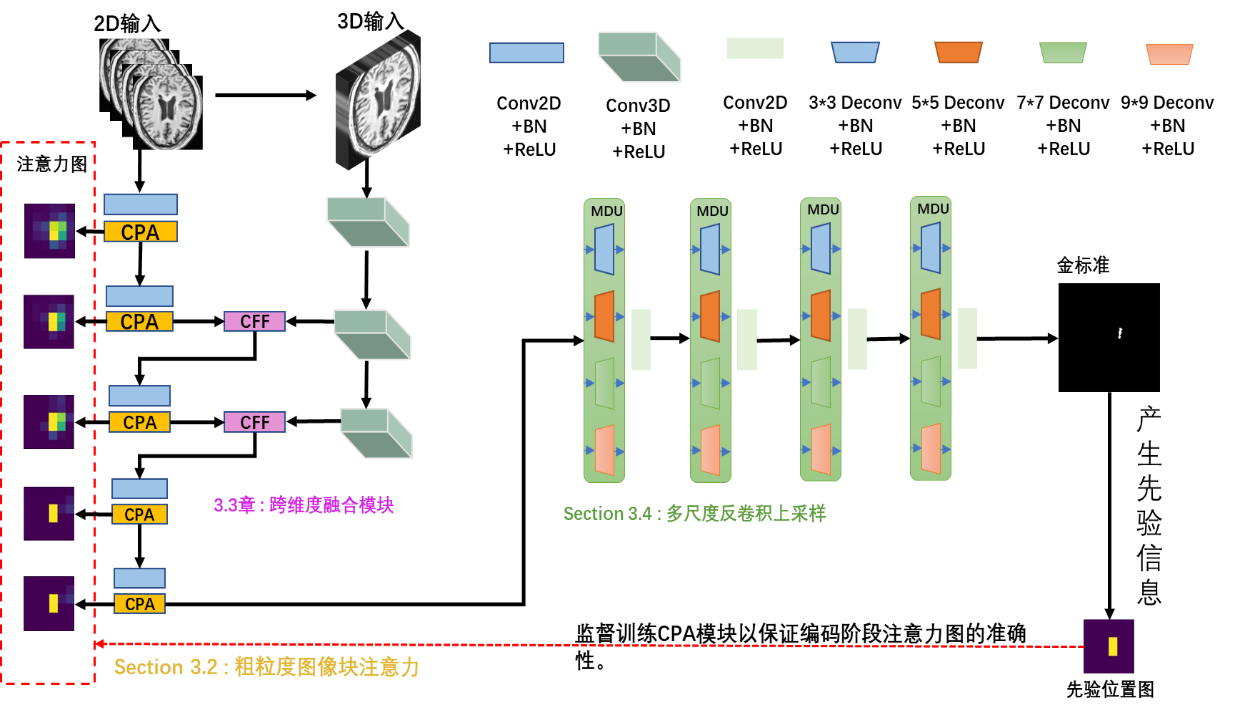 2D输入
3D输入
Conv2D
+BN
+ReLU
Conv3D
+BN
+ReLU
Conv2D
+BN
+ReLU
3*3 Deconv
+BN
+ReLU
5*5 Deconv
+BN
+ReLU
7*7 Deconv
+BN
+ReLU
9*9 Deconv
+BN
+ReLU
注意力图
CPA
CPA
CFF
CPA
CFF
CPA
CPA
MDU
MDU
MDU
MDU
金标准
3.3章 : 跨维度融合模块
Section 3.4 : 多尺度反卷积上采样
产生先验信息
监督训练CPA模块以保证编码阶段注意力图的准确
性。
Section 3.2 : 粗粒度图像块注意力
先验位置图